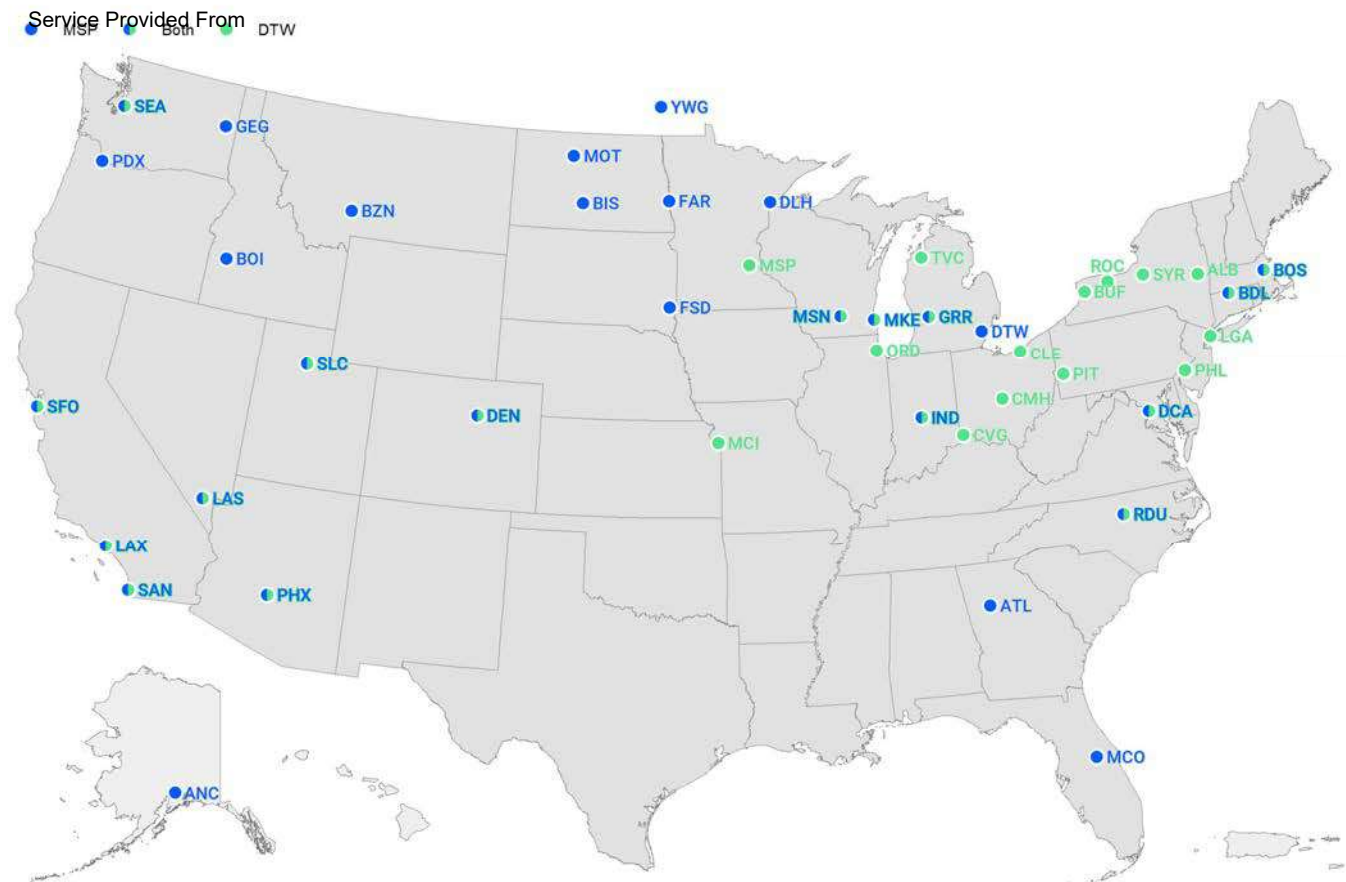 Service Provided From
MSP Both DTW
SEA
YWG
GEG
MOT
PDX
BIS
FAR
DLH
BZN
BOI
MSP
TVC
ROC
SYR
ALB
BOS
BUF
BDL
FSD
MSN
MKE
GRR
DTW
LGA
ORD
CLE
SLC
PIT
PHL
CMH
SFO
DEN
IND
DCA
CVG
MCI
LAS
RDU
LAX
SAN
PHX
ATL
MCO
ANC